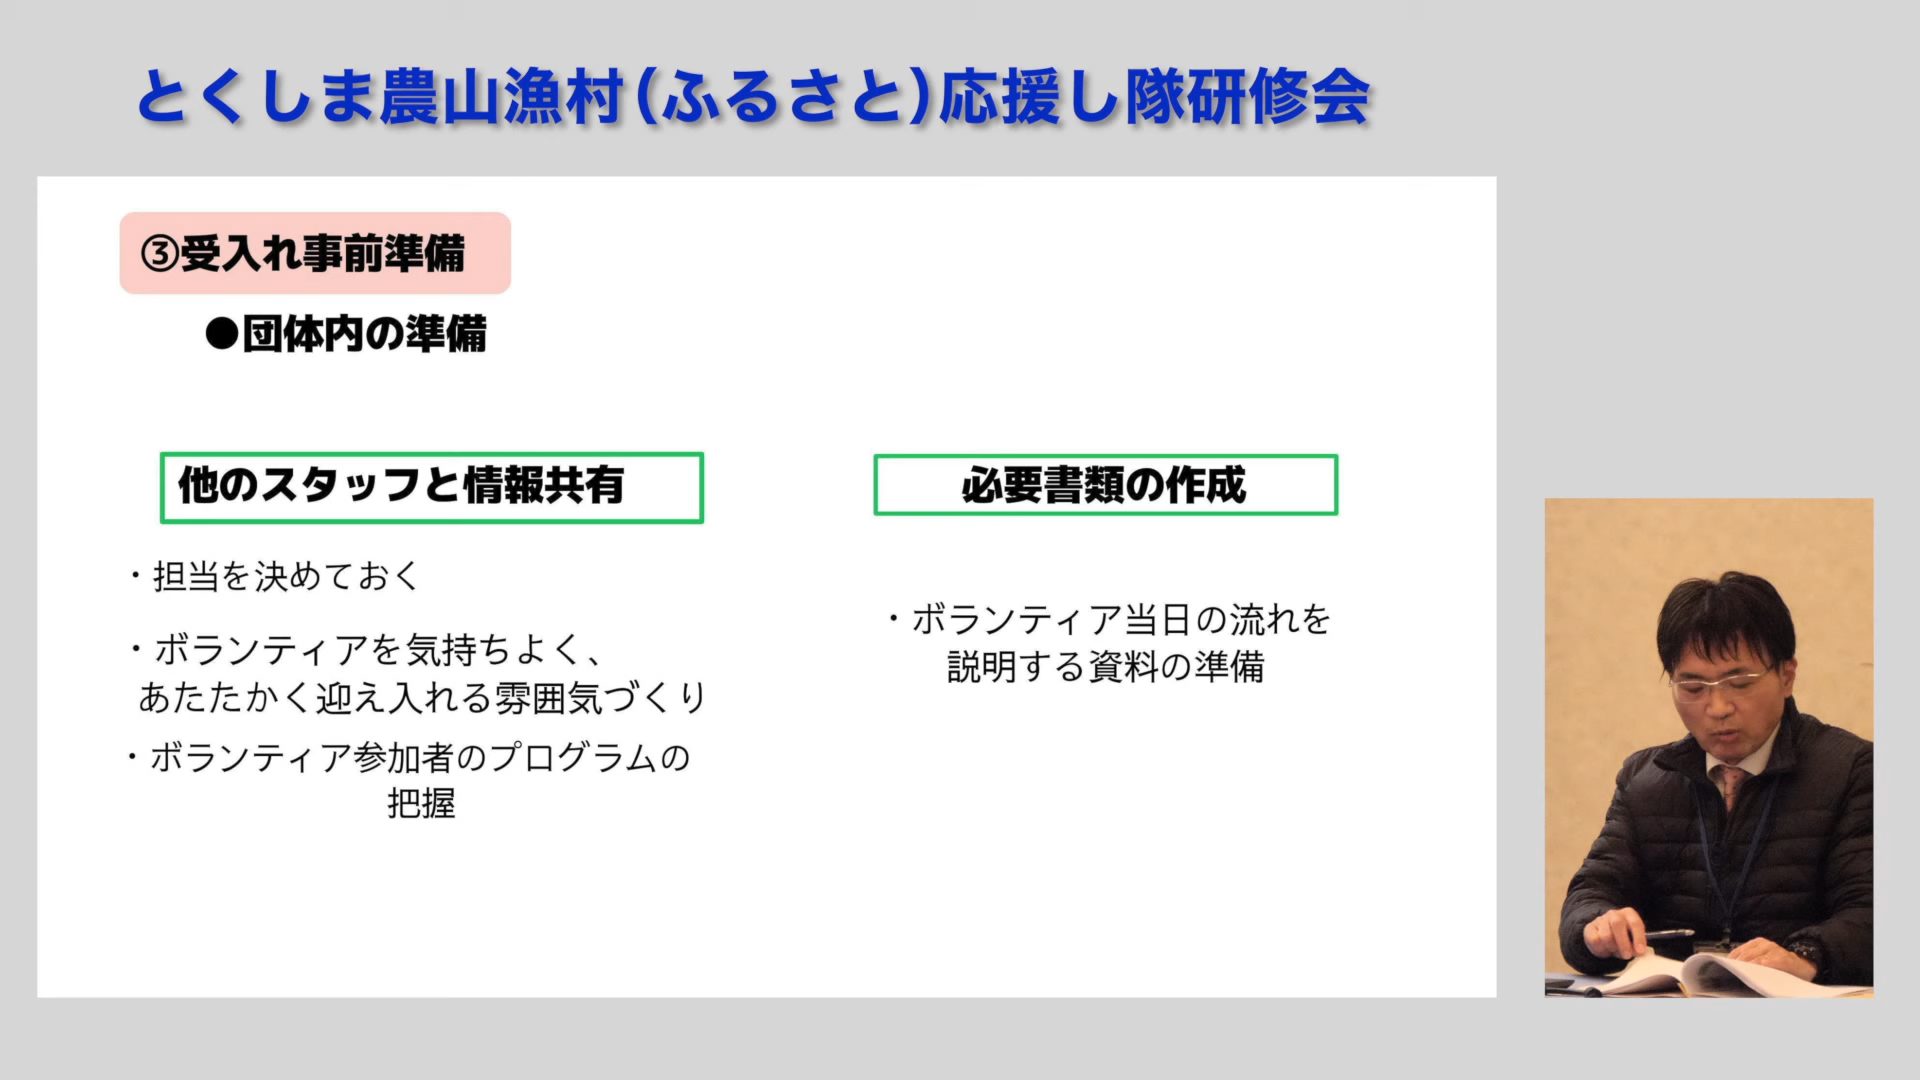 とくしま農山漁村(ふるさと)応援し隊研修会
③受入れ事前準備
●団体内の準備
他のスタッフと情報共有
・担当を決めておく
・ボランティアを気持ちよく、
あたたかく迎え入れる雰囲気づくり
・ボランティア参加者のプログラムの
把握
必要書類の作成
・ボランティア当日の流れを
説明する資料の準備